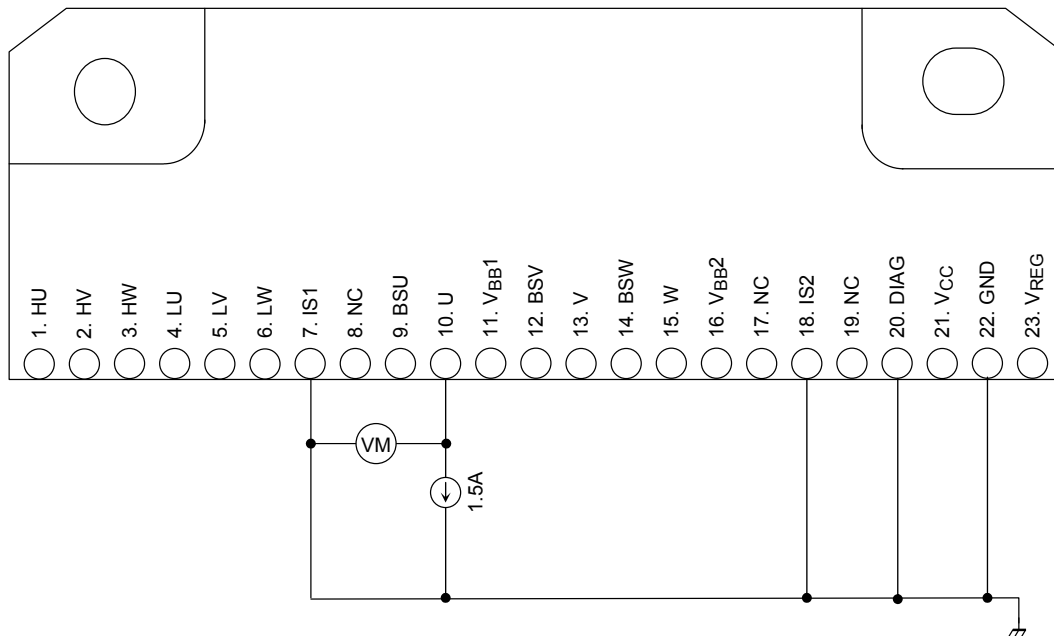 1. HU
2. HV
3. HW
4. LU
5. LV
6. LW
7. IS1
8. NC
9. BSU
10. U
11. VBB1
12. BSV
13. V
14. BSW
15. W
16. VBB2
17. NC
18. IS2
19. NC
20. DIAG
21. VCC
22. GND
23. VREG
VM
1.5A